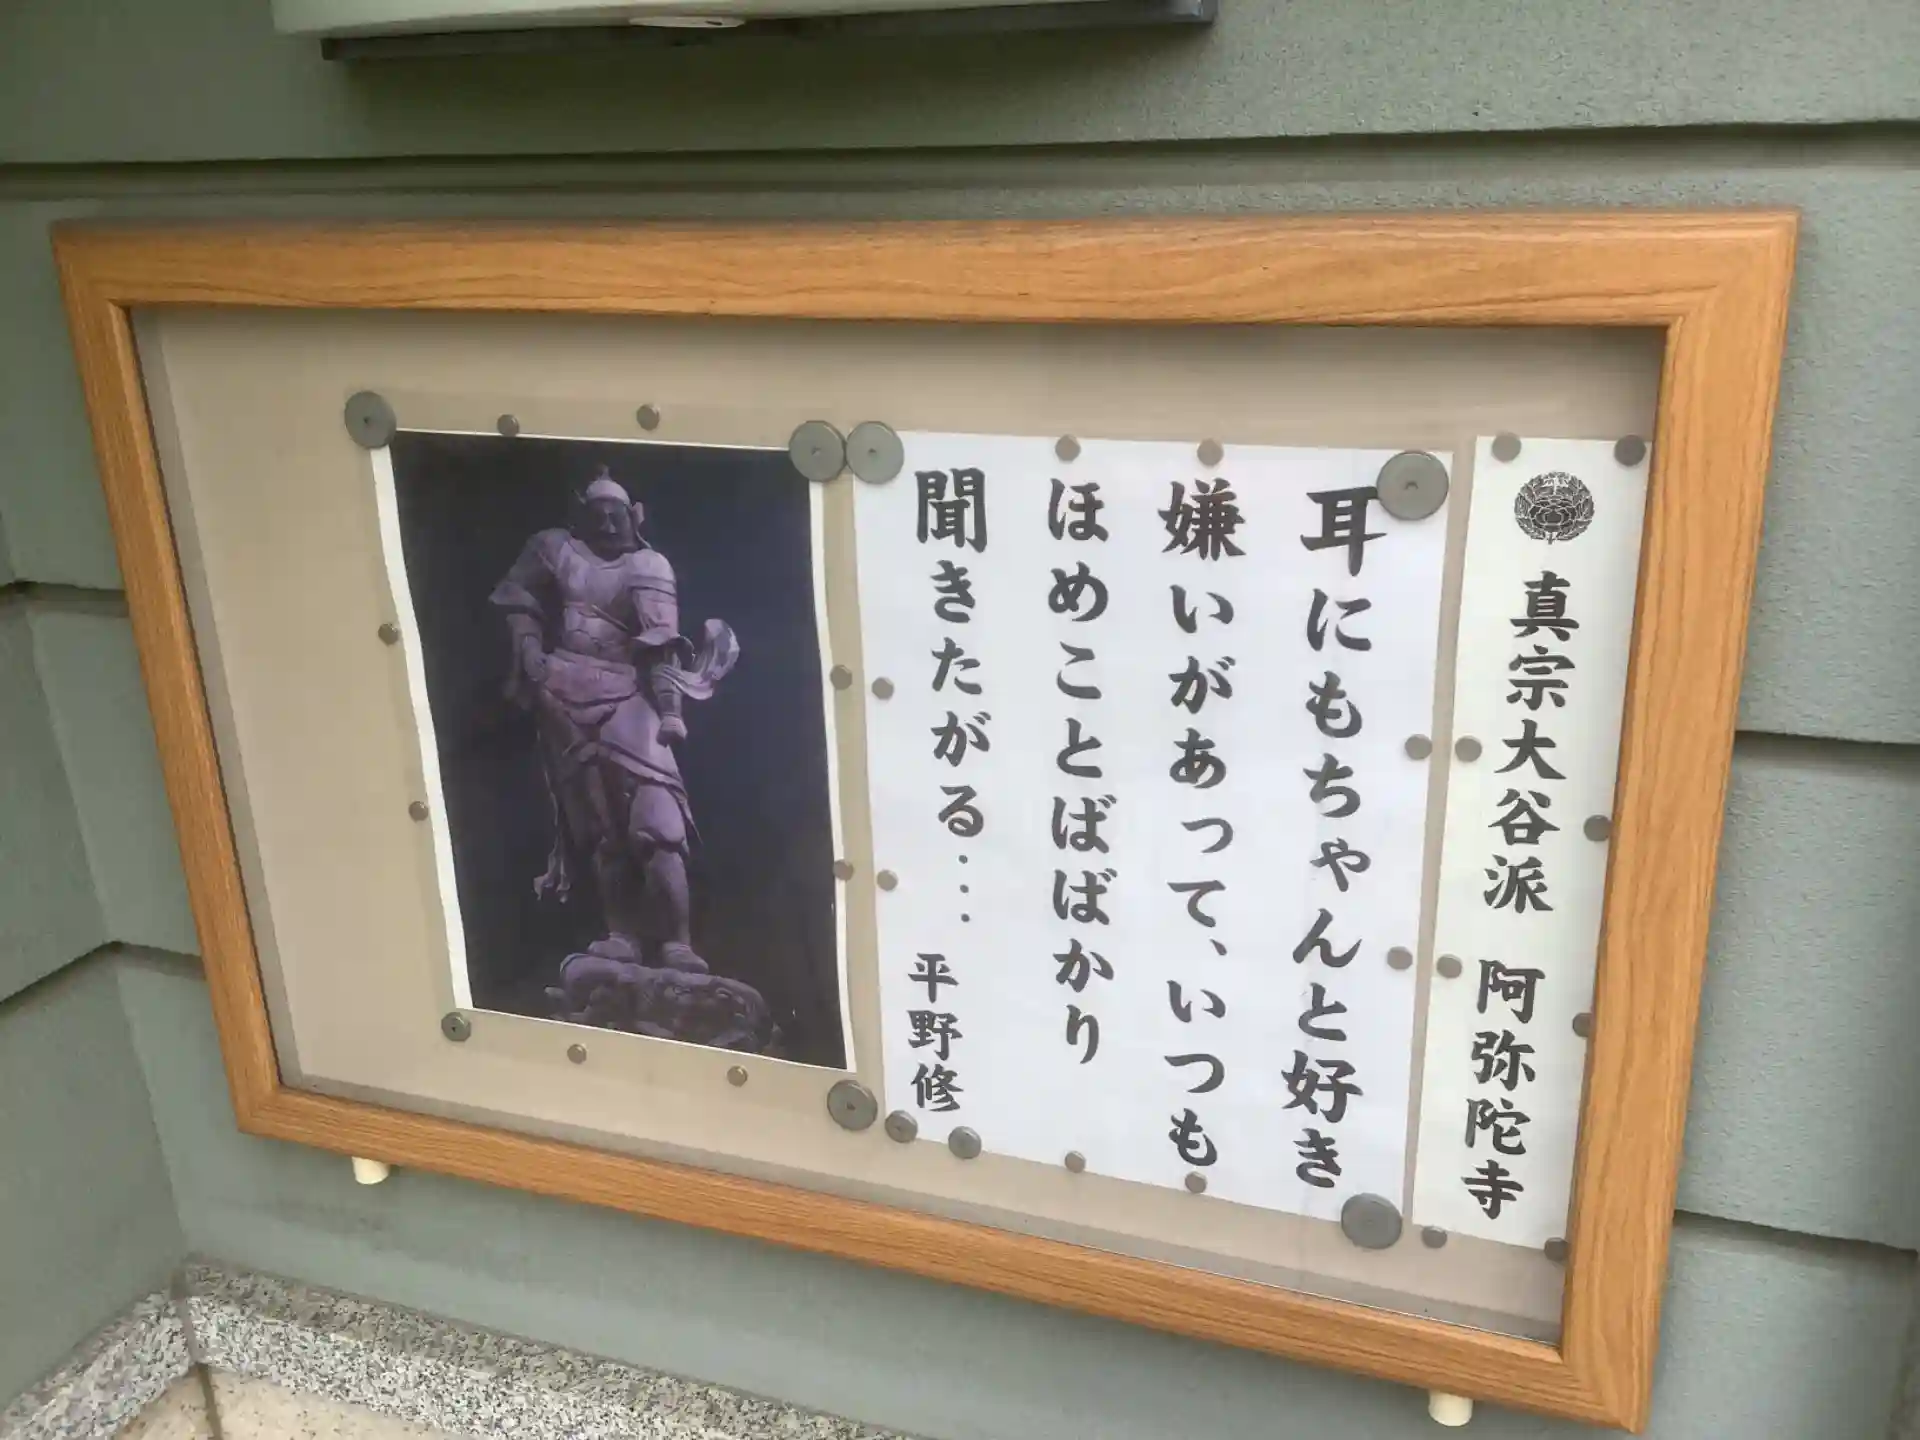 真宗大谷派 阿弥陀寺
耳にもちゃんと好き
嫌いがあって、いつも
ほめことばばかり
聞きたがる・・・ 平野修